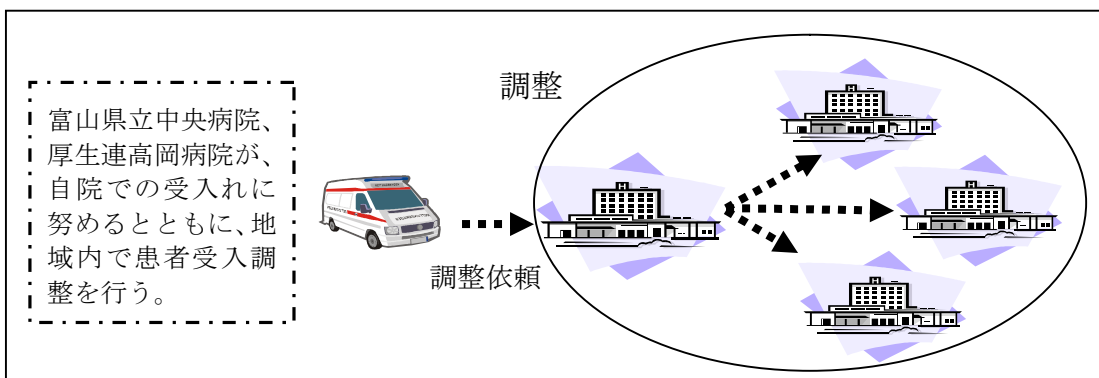 富山県立中央病院、
厚生連高岡病院が、
自院での受入れに
努めるとともに、地
域内で患者受入調
整を行う。
調整
調整依頼